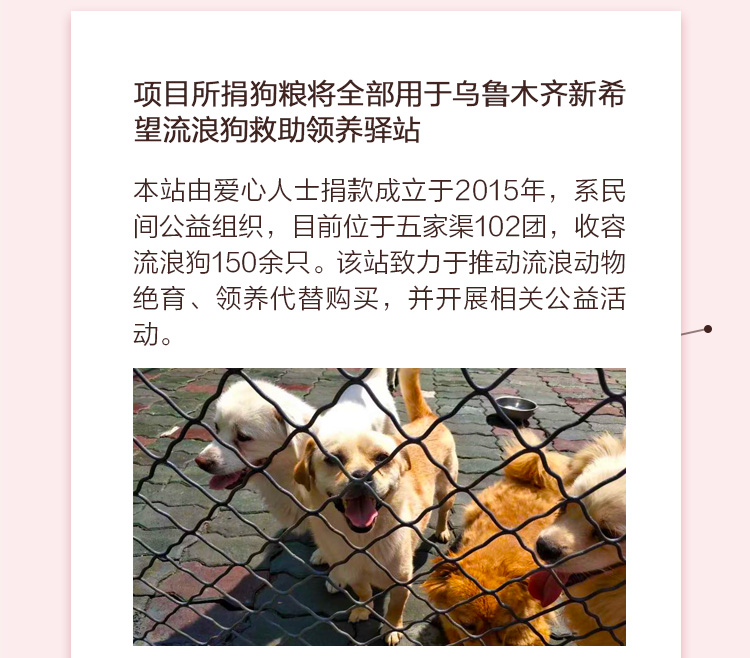 项目所捐狗粮将全部用于乌鲁木齐新希
望流浪狗救助领养驿站
本站由爱心人士捐款成立于2015年，系民
间公益组织，目前位于五家渠102团，收容
流浪狗150余只。该站致力于推动流浪动物
绝育、领养代替购买，并开展相关公益活
动。